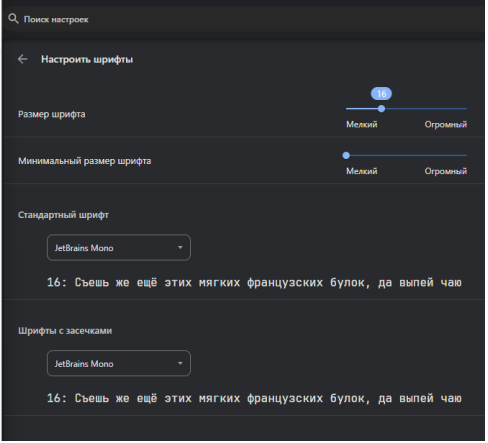 Поиск настроек
Настроить шрифты
16
Размер шрифта
Мелкий Огромный
Минимальный размер шрифта
Мелкий Огромный
Стандартный шрифт
JetBrains Mono
16: Съешь же ещё этих мягких французских булок, да выпей чаю
Шрифты с засечками
JetBrains Mono
16: Съешь же ещё этих мягких французских булок, да выпей чаю